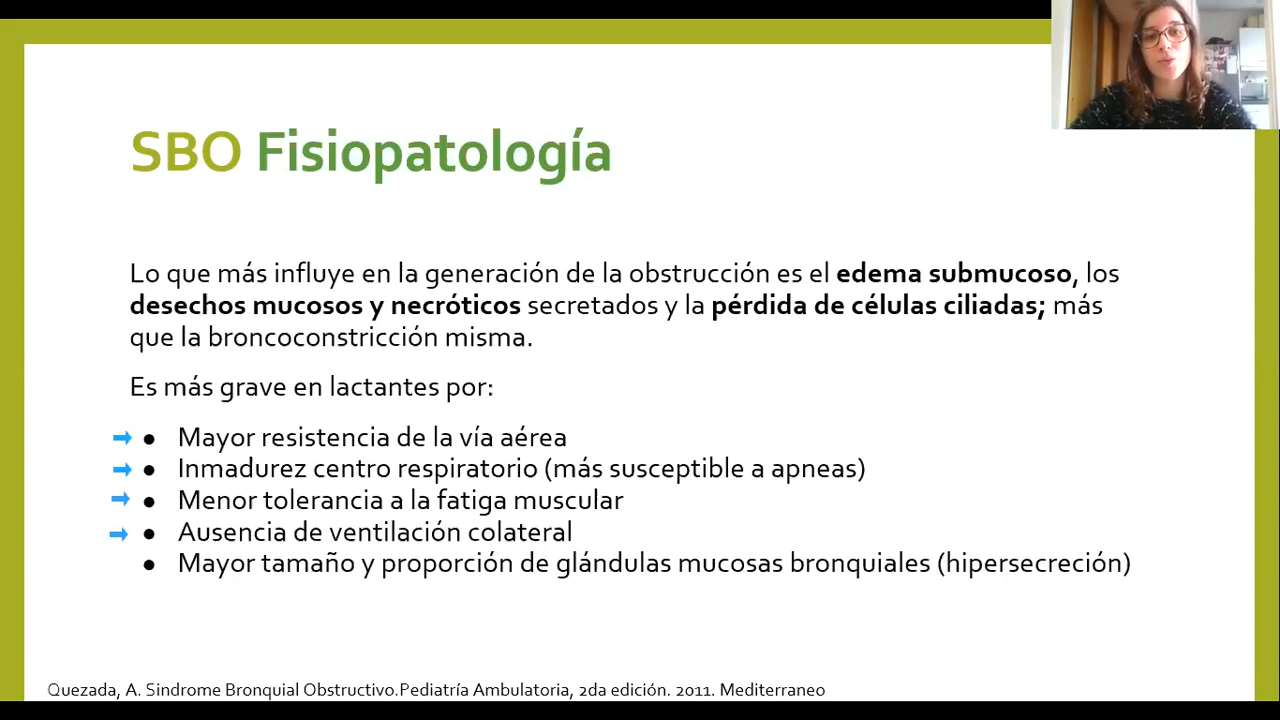 SBO Fisiopatología
Lo que más influye en la generación de la obstrucción es el edema submucoso, los
desechos mucosos y necróticos secretados y la pérdida de células ciliadas; más
que la broncoconstricción misma.
Es más grave en lactantes por:
● Mayor resistencia de la vía aérea
● Inmadurez centro respiratorio (más susceptible a apneas)
● Menor tolerancia a la fatiga muscular
● Ausencia de ventilación colateral
● Mayor tamaño y proporción de glándulas mucosas bronquiales (hipersecreción)
Quezada, A. Sindrome Bronquial Obstructivo.Pediatría Ambulatoria, 2da edición. 2011. Mediterraneo